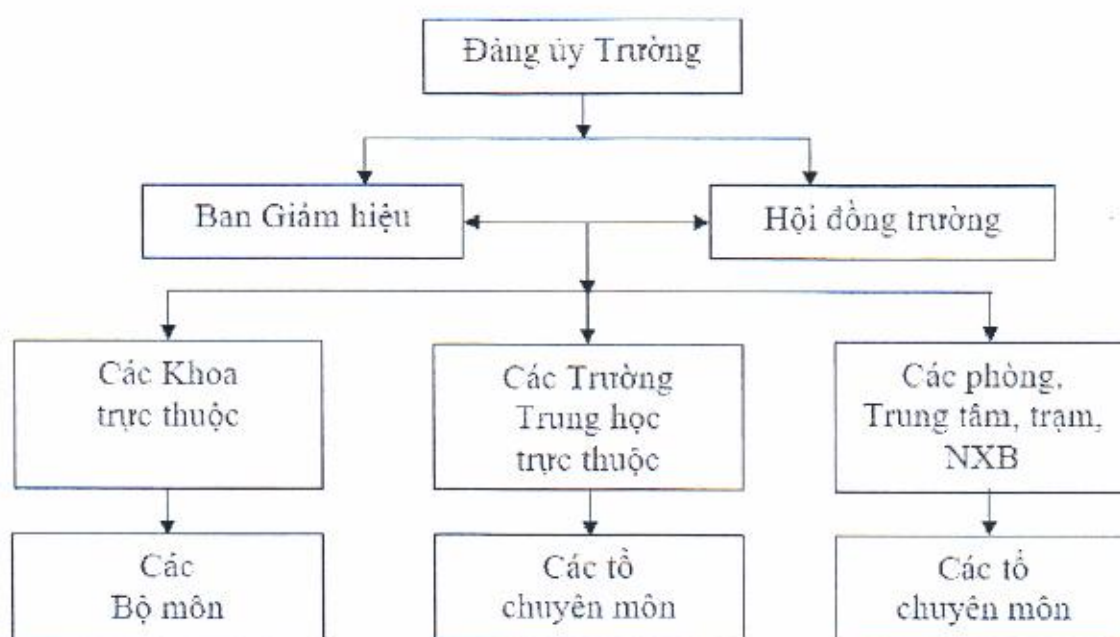 Đảng ủy Trường
Ban Giám hiệu
Hội đồng trường
Các Khoa
trực thuộc
Các Trường
Trung học
trực thuộc
Các phòng,
Trung tâm, trạm,
NXB
Các
Bộ môn
Các tổ
chuyên môn
Các tổ
chuyên môn